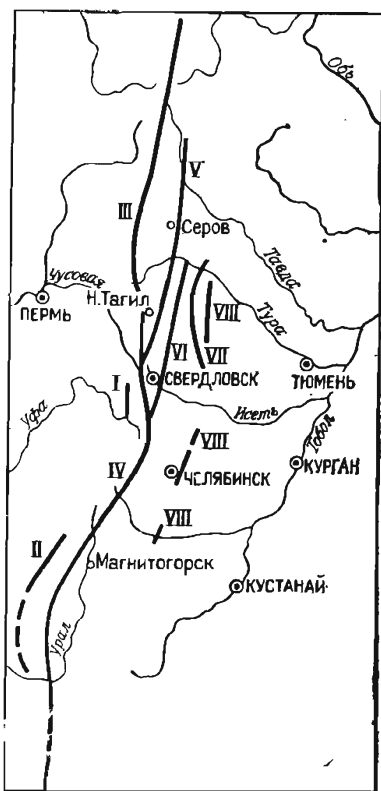 Обь
V
III
Серов
Тавда
Чусовая
Н.Тагил
ПЕРМЬ
VIII
Тура
VI
VII
I
СВЕРДЛОВСК
ТЮМЕНЬ
Уфа
Исеть
Тобол
VIII
IV
ЧЕЛЯБИНСК
КУРГАН
VIII
II
Магнитогорск
КУСТАНАЙ
Урал